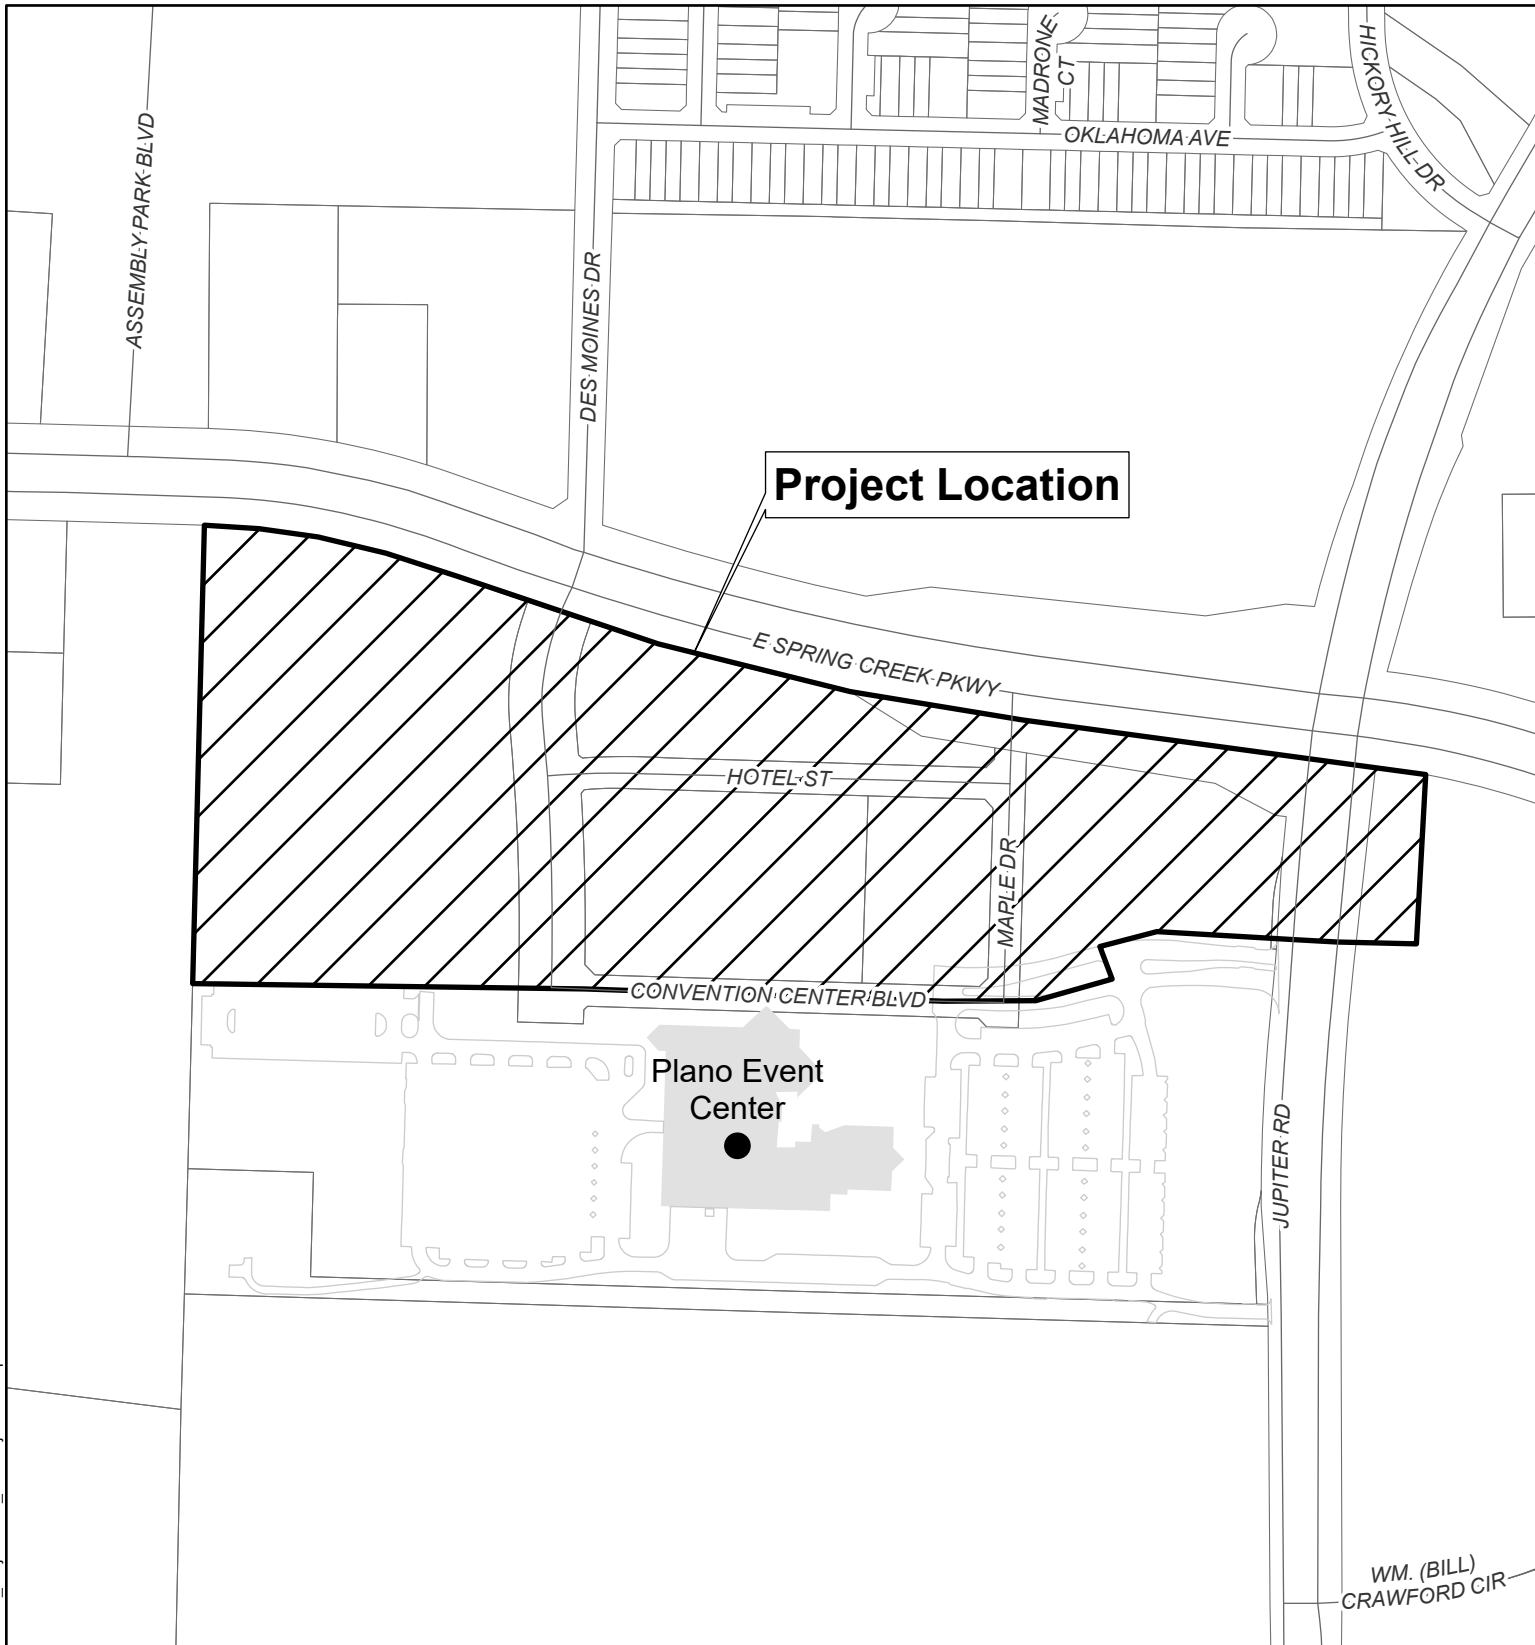 MADRONE
CT
HICKORY HILL DR
OKLAHOMA AVE
ASSEMBLY PARK BLVD
DES MOINES DR
Project Location
E SPRING CREEK PKWY
HOTEL ST
MAPLE DR
CONVENTION CENTER BLVD
Plano Event
Center
JUPITER RD
WM. (BILL)
CRAWFORD CIR